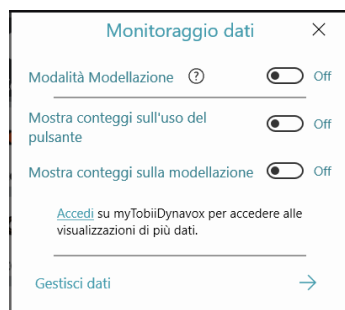 Monitoraggio dati
Modalità Modellazione ? Off
Mostra conteggi sull'uso del
pulsante Off
Mostra conteggi sulla modellazione Off
Accedi su myTobiiDynavox per accedere alle
visualizzazioni di più dati.
Gestisci dati